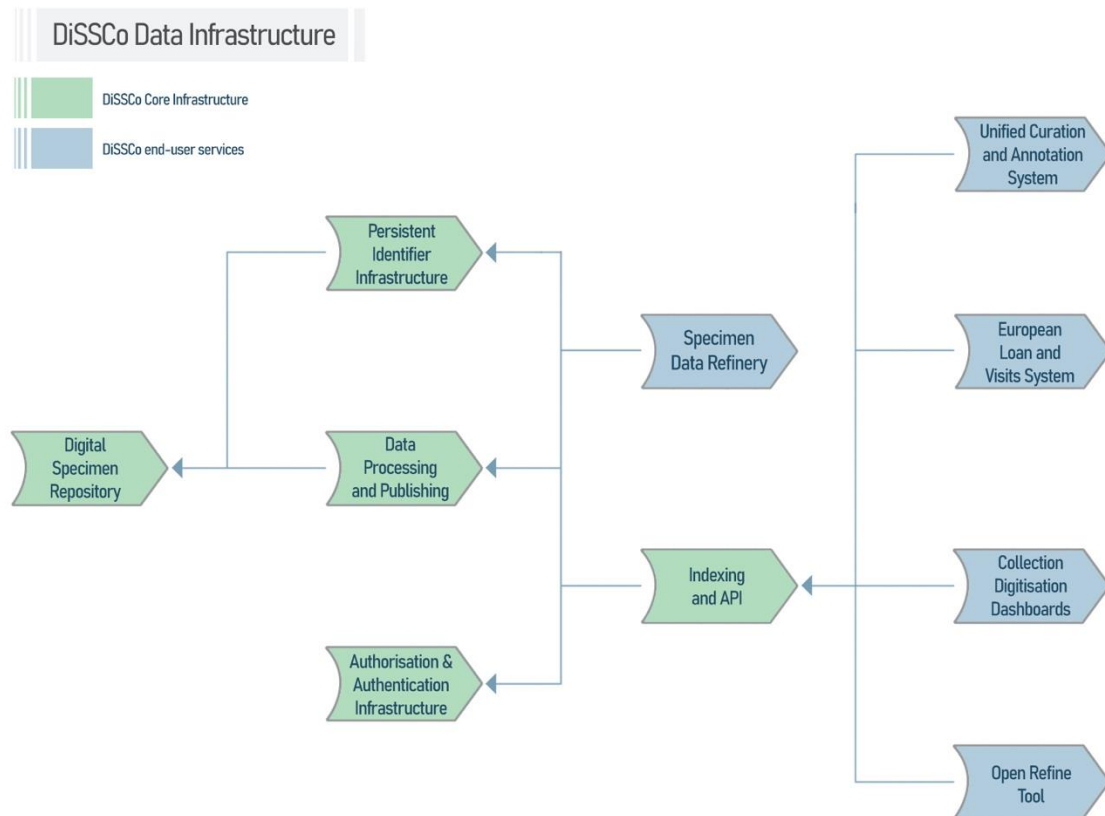 DiSSCo Data Infrastructure
DiSSCo Core Infrastructure
DiSSCo end-user services
Unified Curation
and Annotation
System
Persistent
Identifier
Infrastructure
Specimen
Data Refinery
European
Loan and
Visits System
Digital
Specimen
Repository
Data
Processing
and Publishing
Indexing
and API
Collection
Digitisation
Dashboards
Authorisation &
Authentication
Infrastructure
Open Refine
Tool